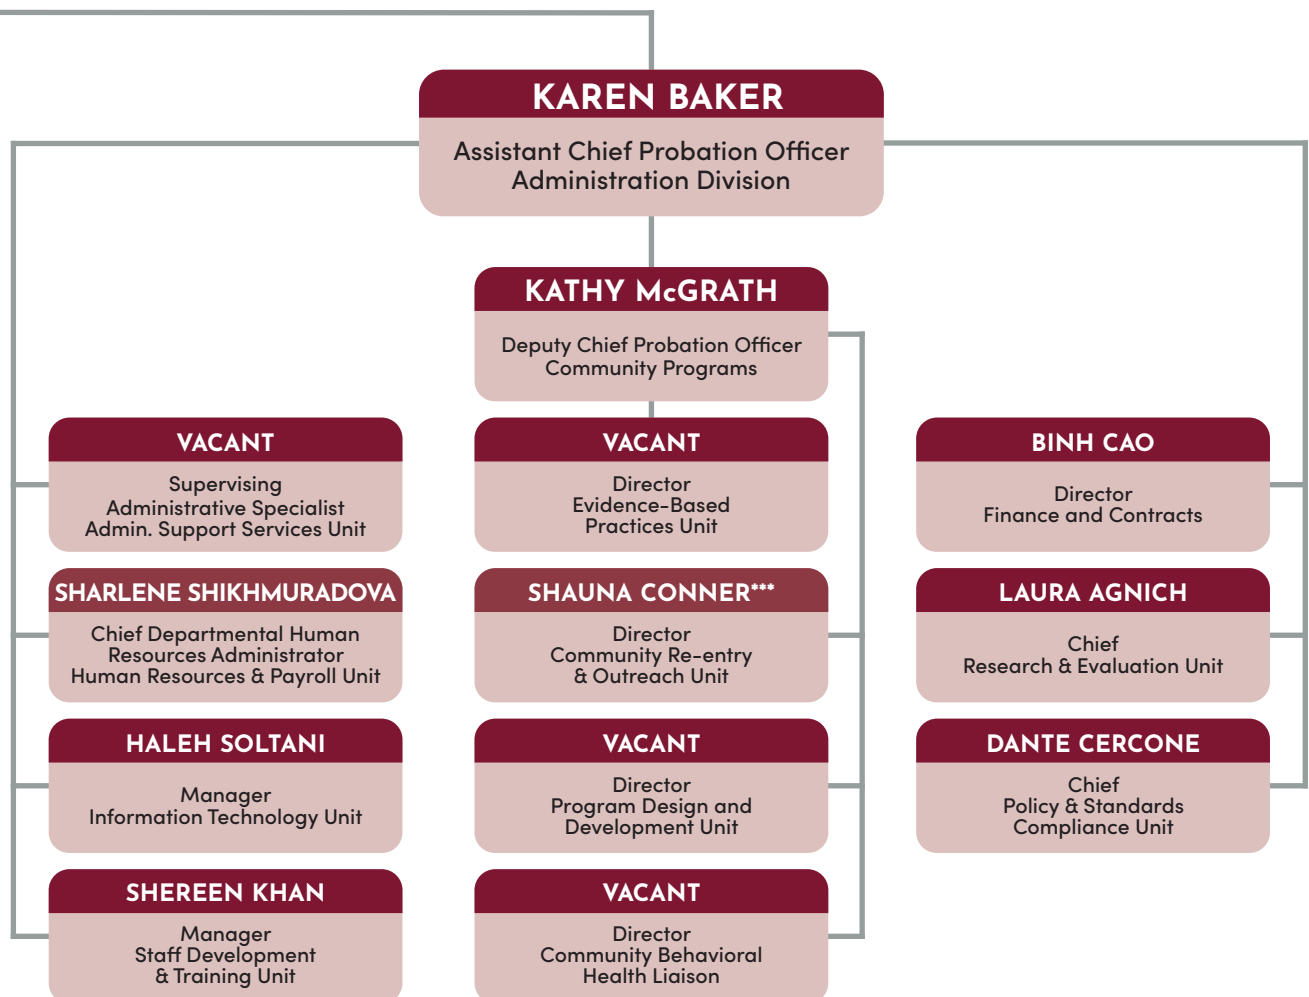 KAREN BAKER
Assistant Chief Probation Officer
Administration Division
KATHY McGRATH
Deputy Chief Probation Officer
Community Programs
VACANT
Supervising
Administrative Specialist
Admin. Support Services Unit
SHARLENE SHIKHMURADOVA
Chief Departmental Human
Resources Administrator
Human Resources & Payroll Unit
HALEH SOLTANI
Manager
Information Technology Unit
SHEREEN KHAN
Manager
Staff Development
& Training Unit
VACANT
Director
Evidence-Based
Practices Unit
SHAUNA CONNER***
Director
Community Re-entry
& Outreach Unit
VACANT
Director
Program Design and
Development Unit
VACANT
Director
Community Behavioral
Health Liaison
BINH CAO
Director
Finance and Contracts
LAURA AGNICH
Chief
Research & Evaluation Unit
DANTE CERCONE
Chief
Policy & Standards
Compliance Unit